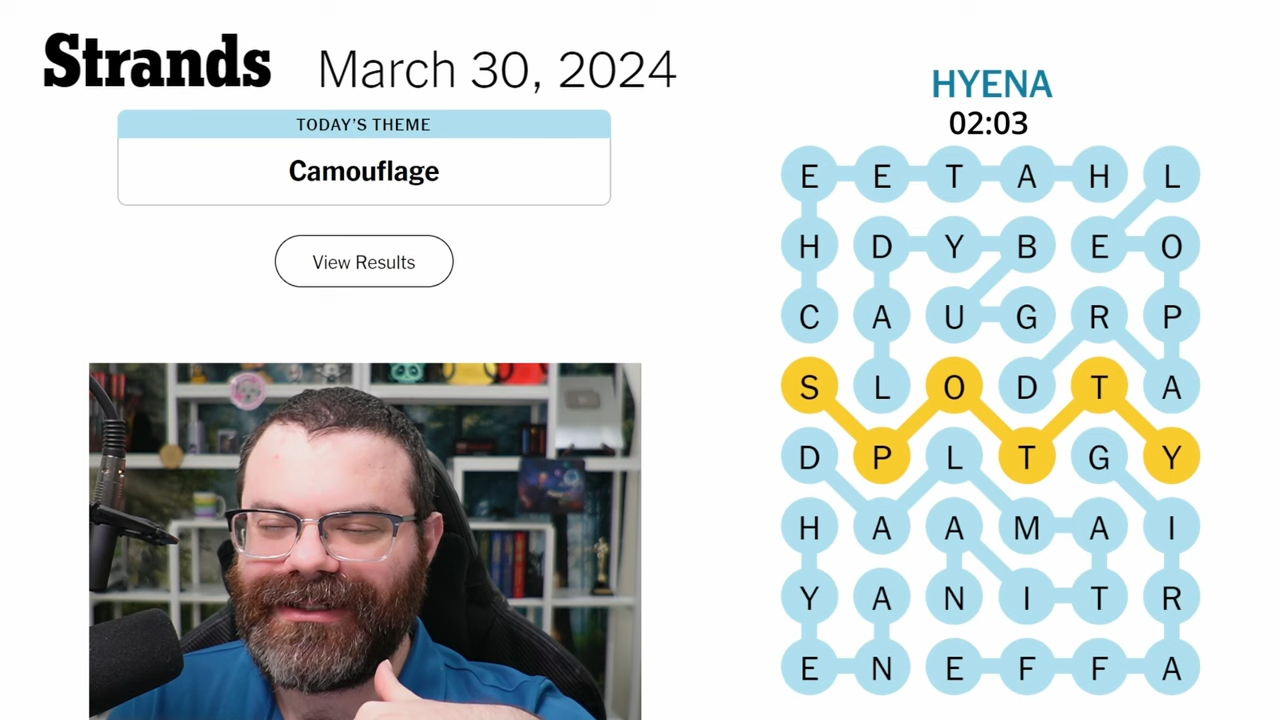 Strands March 30, 2024
TODAY'S THEME
Camouflage
View Results
HYENA
02:03
E E T A H L
H D Y B E O
C A U G R P
S L O D T A
D P L T G Y
H A A M A I
Y A N I T R
E N E F F A